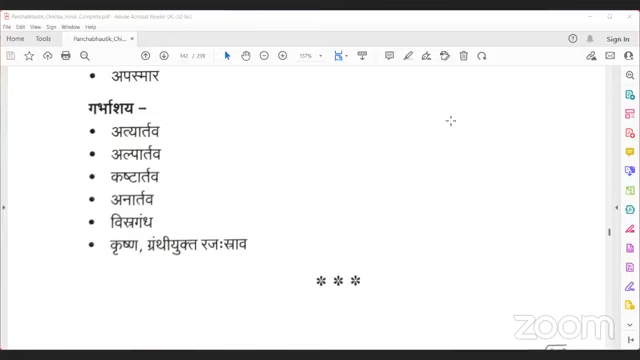 Panchabhautik_Chikitsa_Hindi_Complete.pdf - Adobe Acrobat Reader DC (32-bit)
File Edit View Sign Window Help
Home Tools Panchabhautik_Chi... × Sign In
142 / 239 157%
• अपस्मार
गर्भाशय –
• अत्यार्तव
• अल्पार्तव
• कष्टार्तव
• अनार्तव
• विस्रगंध
• कृष्ण, ग्रंथीयुक्त रजःस्राव
* * *
zoom